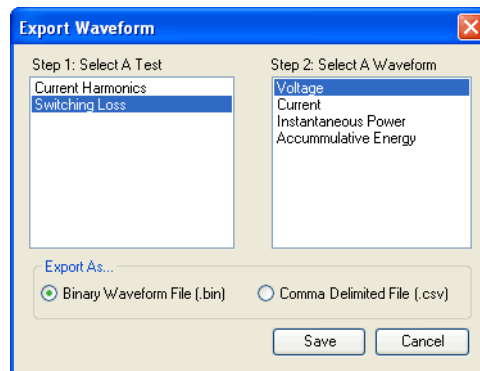 Export Waveform
Step 1: Select A Test
Current Harmonics
Switching Loss
Step 2: Select A Waveform
Voltage
Current
Instantaneous Power
Accummulative Energy
Export As...
Binary Waveform File (.bin)
Comma Delimited File (.csv)
Save
Cancel